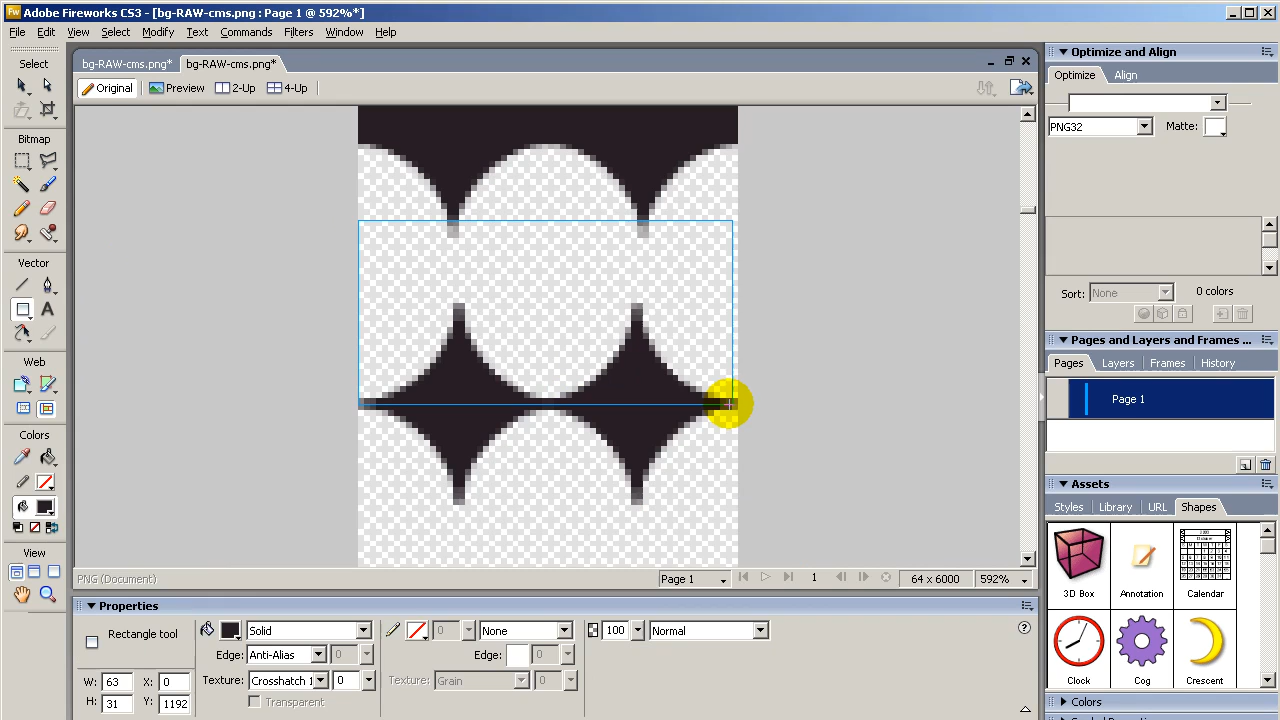 Adobe Fireworks CS3 - [bg-RAW-cms.png : Page 1 @ 592%*]
File Edit View Select Modify Text Commands Filters Window Help
Select
Bitmap
Vector
Web
Colors
View
bg-RAW-cms.png* bg-RAW-cms.png*
Original Preview 2-Up 4-Up
PNG (Document) Page 1 1 64 x 6000 592%
Properties
Rectangle tool
W: 63 X: 0
H: 31 Y: 1192
Solid 0 None 100 Normal
Edge: Anti-Alias 0 Edge: 0
Texture: Crosshatch 1 0 Texture: Grain 0
Transparent
Optimize and Align
Optimize Align
PNG32 Matte:
Sort: None 0 colors
Pages and Layers and Frames ...
Pages Layers Frames History
Page 1
Assets
Styles Library URL Shapes
3D Box Annotation Calendar
Clock Cog Crescent
Colors